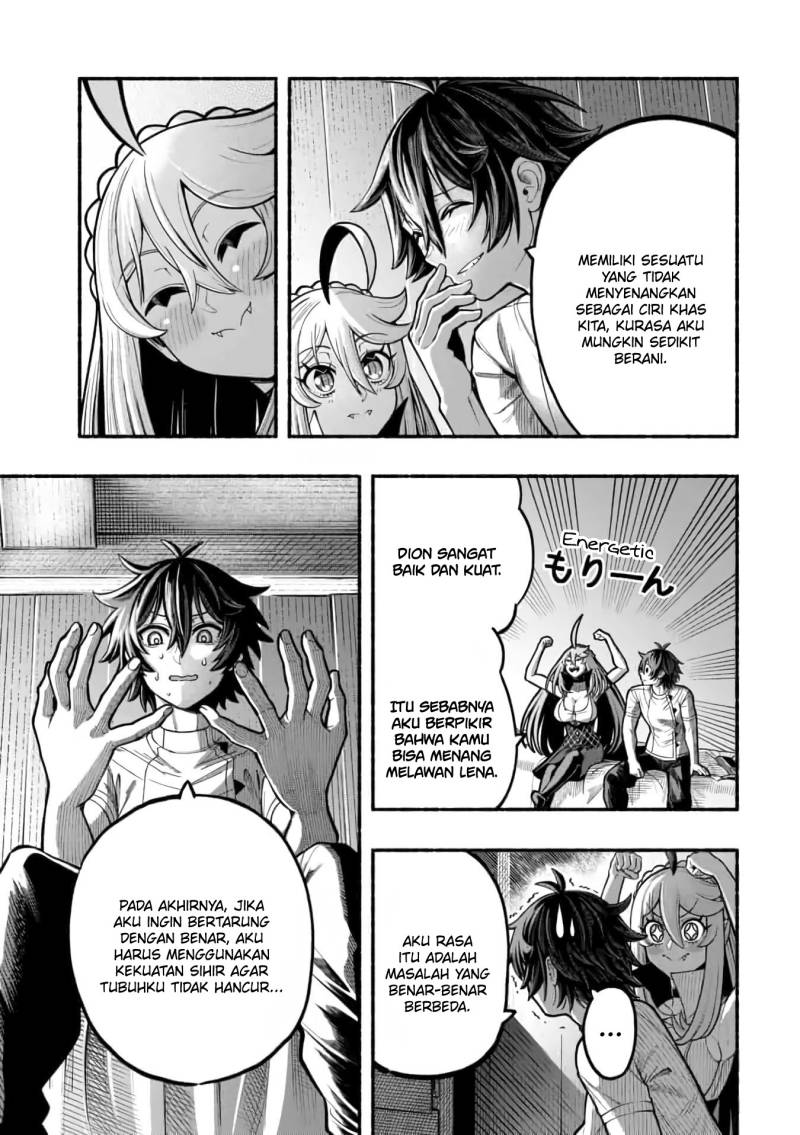 MEMILIKI SESUATU
YANG TIDAK
MENYENANGKAN
SEBAGAI CIRI KHAS
KITA, KURASA AKU
MUNGKIN SEDIKIT
BERANI.
Energetic
もりーん
DION SANGAT
BAIK DAN KUAT.
ITU SEBABNYA
AKU BERPIKIR
BAHWA KAMU
BISA MENANG
MELAWAN LENA.
AKU RASA
ITU ADALAH
MASALAH YANG
BENAR-BENAR
BERBEDA.
...
PADA AKHIRNYA, JIKA
AKU INGIN BERTARUNG
DENGAN BENAR, AKU
HARUS MENGGUNAKAN
KEKUATAN SIHIR AGAR
TUBUHKU TIDAK HANCUR...